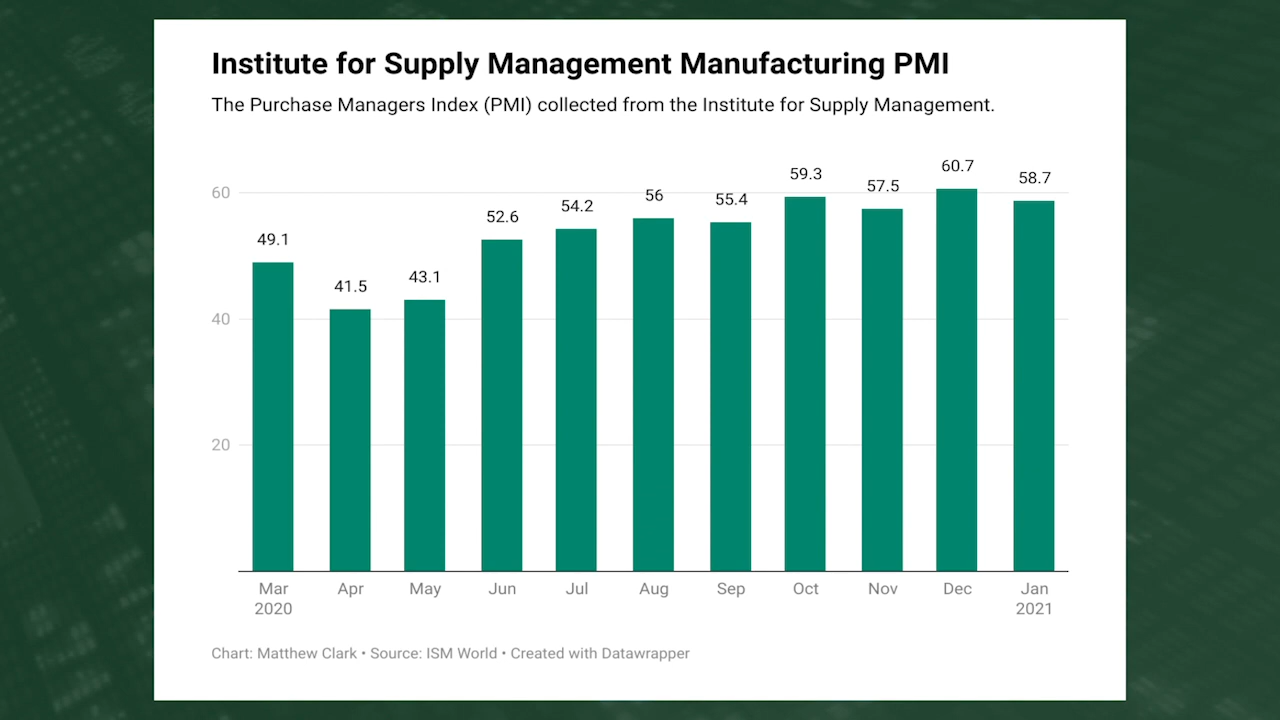 Institute for Supply Management Manufacturing PMI
The Purchase Managers Index (PMI) collected from the Institute for Supply Management.
60
40
20
49.1
41.5
43.1
52.6
54.2
56
55.4
59.3
57.5
60.7
58.7
Mar
2020
Apr
May
Jun
Jul
Aug
Sep
Oct
Nov
Dec
Jan
2021
Chart: Matthew Clark • Source: ISM World • Created with Datawrapper